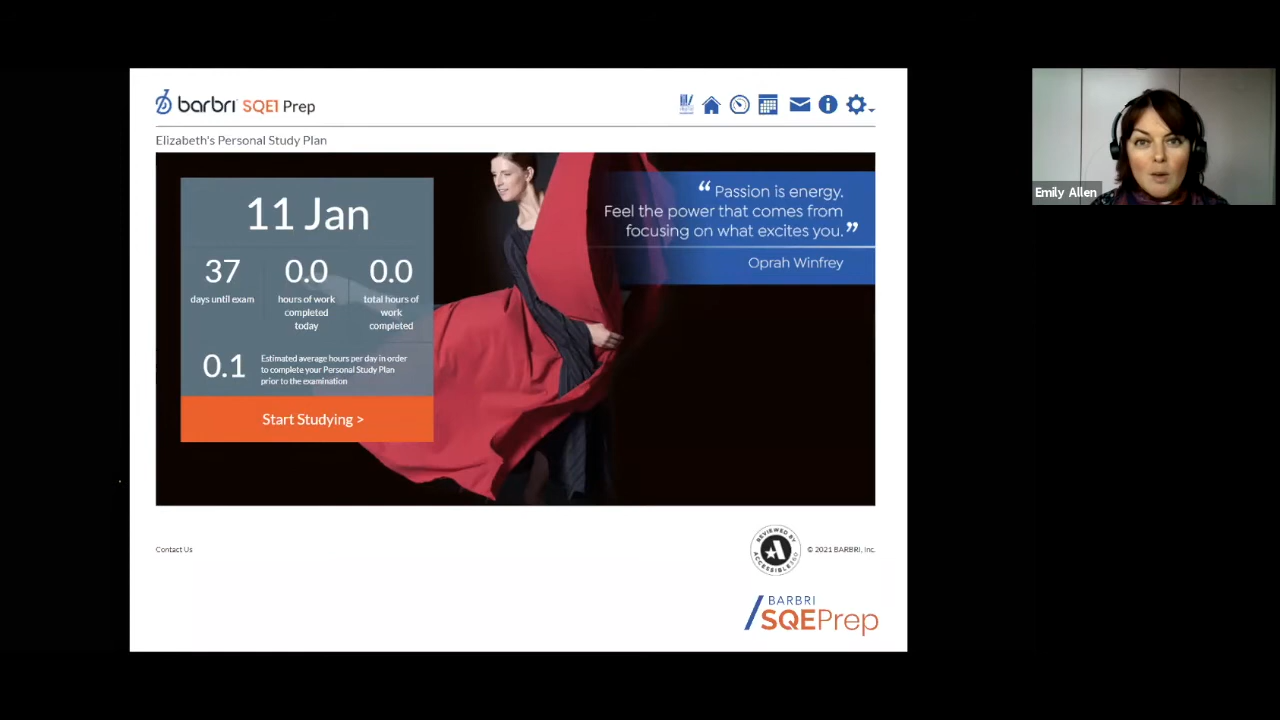 barbri SQE1 Prep
Elizabeth's Personal Study Plan
11 Jan
37
days until exam
0.0
hours of work
completed
today
0.0
total hours of
work
completed
0.1
Estimated average hours per day in order
to complete your Personal Study Plan
prior to the examination
Start Studying >
“ Passion is energy.
Feel the power that comes from
focusing on what excites you.”
Oprah Winfrey
Emily Allen
Contact Us
REVIEWED BY
ACCESSIBLE360
© 2021 BARBRI, Inc.
BARBRI
SQEPrep